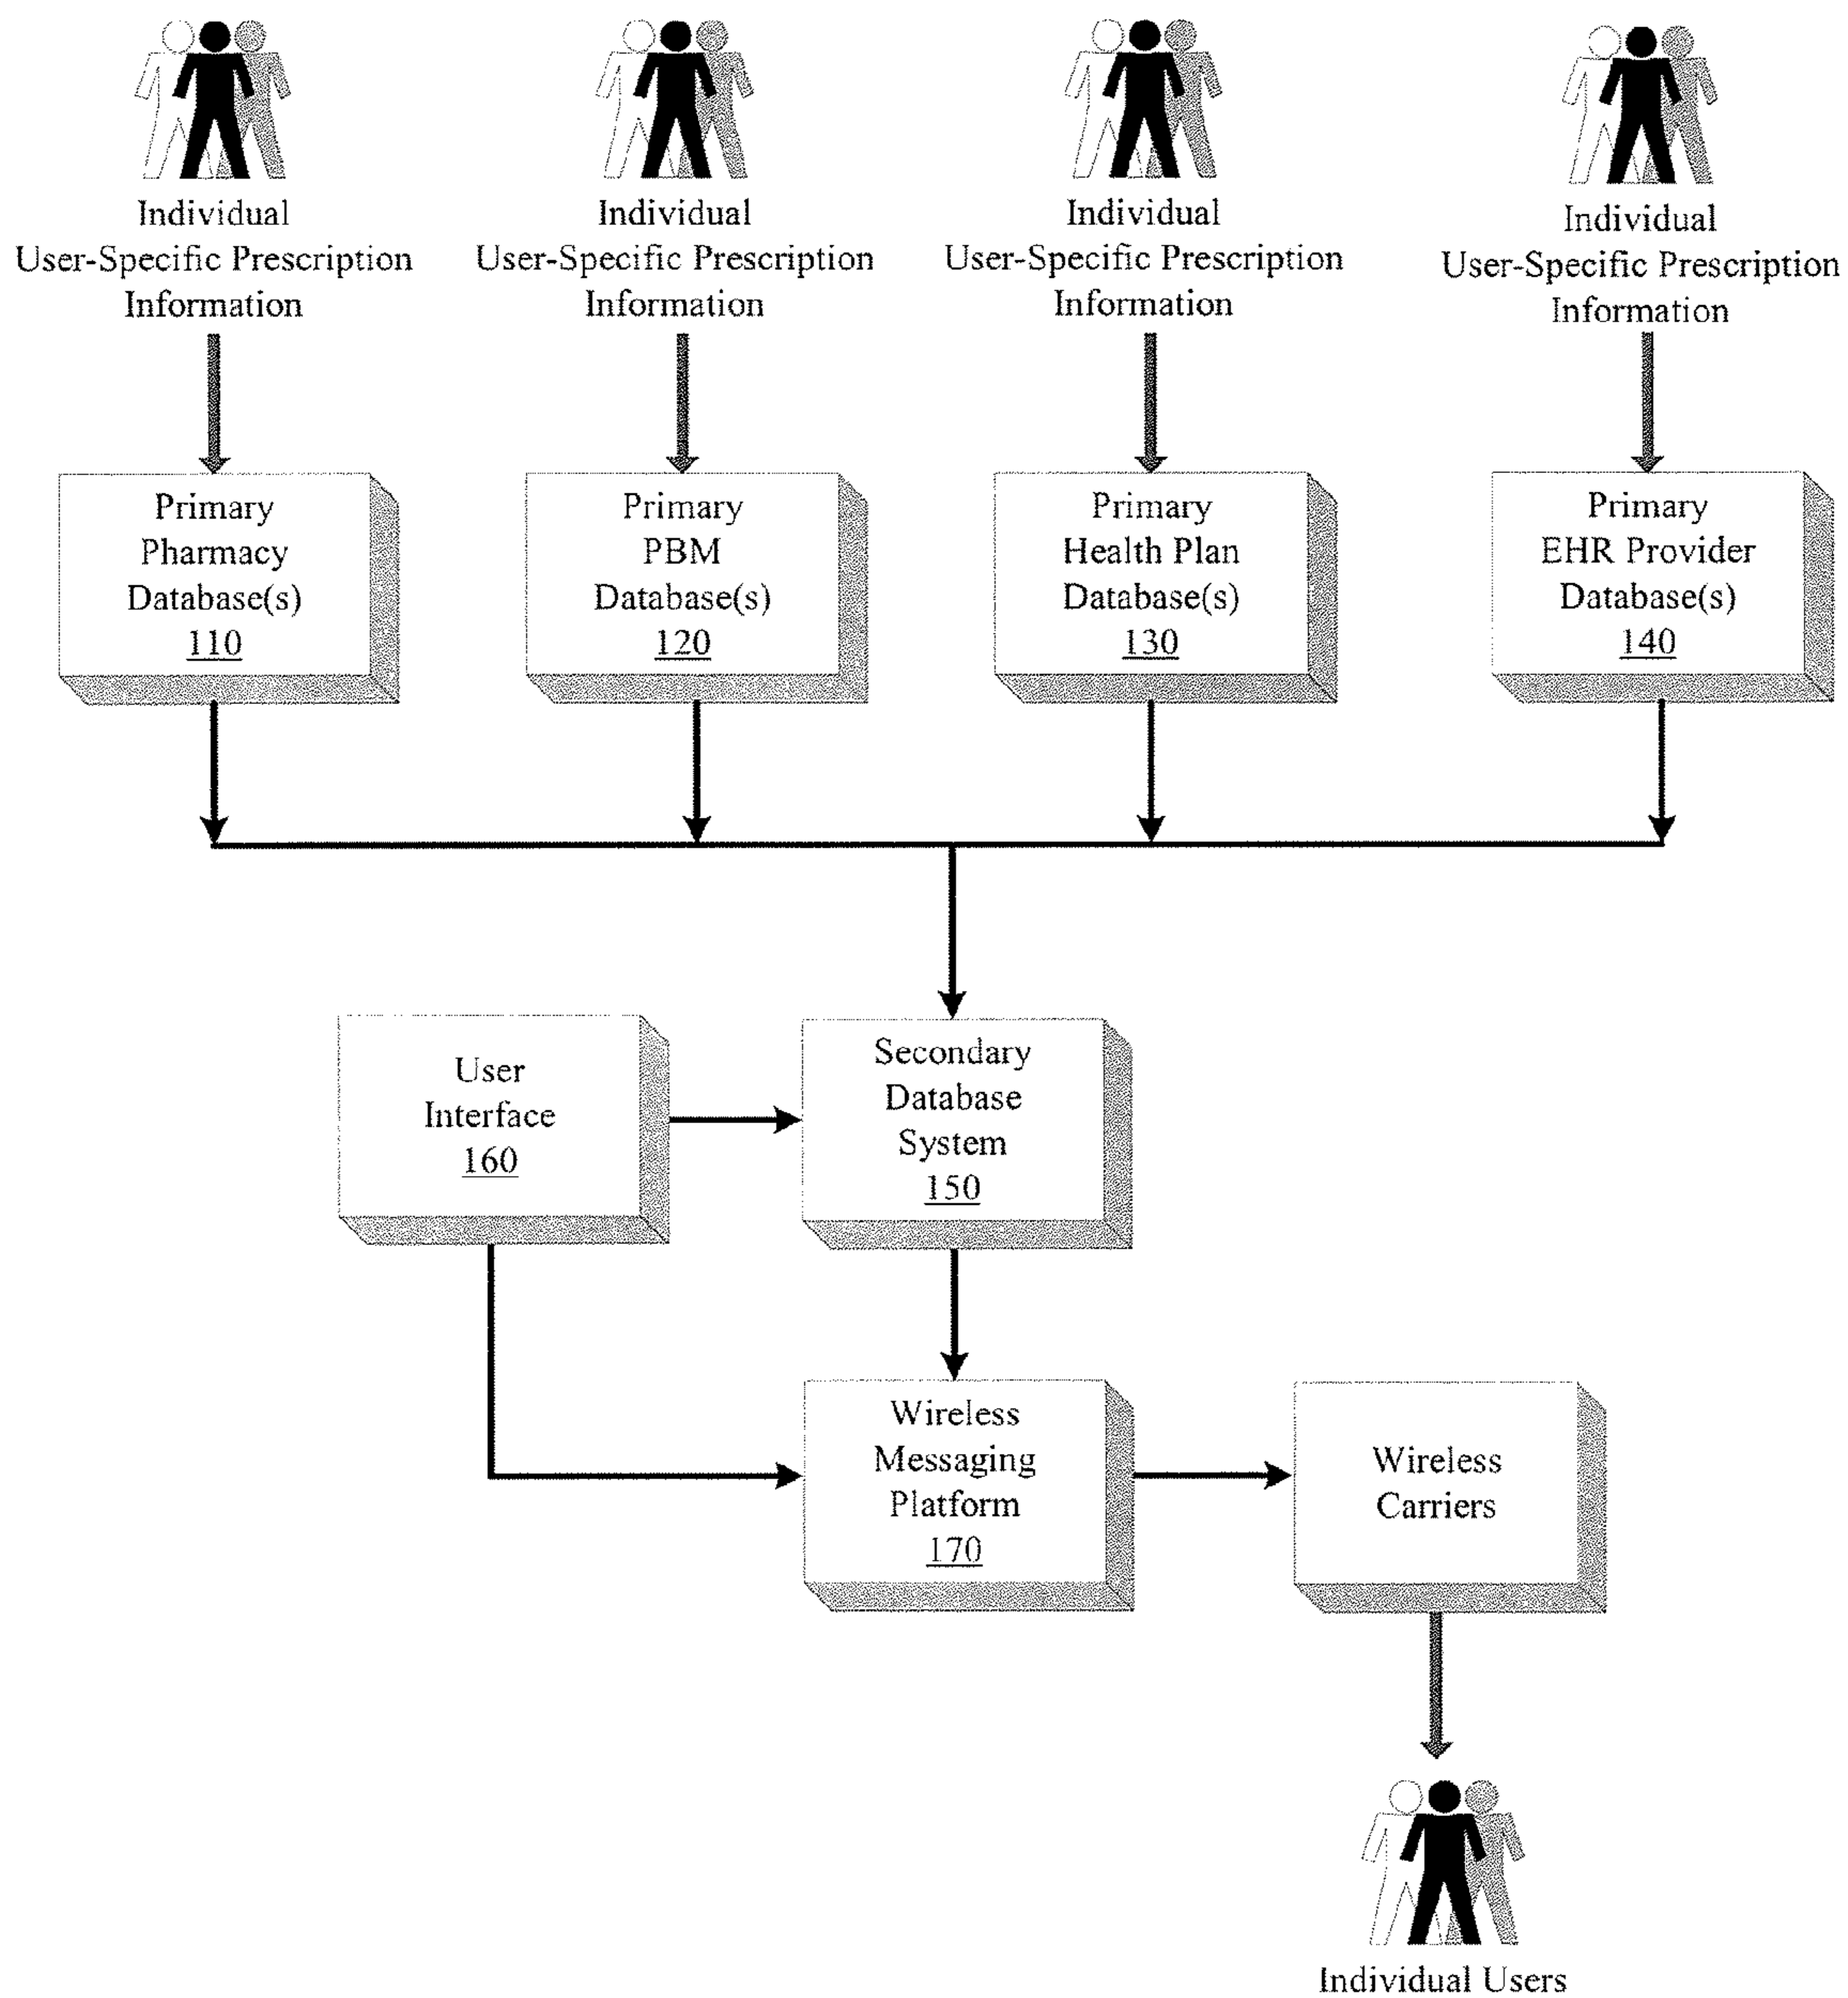 Individual
User-Specific Prescription
Information
Individual
User-Specific Prescription
Information
Individual
User-Specific Prescription
Information
Individual
User-Specific Prescription
Information
Primary
Pharmacy
Database(s)
110
Primary
PBM
Database(s)
120
Primary
Health Plan
Database(s)
130
Primary
EHR Provider
Database(s)
140
User
Interface
160
Secondary
Database
System
150
Wireless
Messaging
Platform
170
Wireless
Carriers
Individual Users